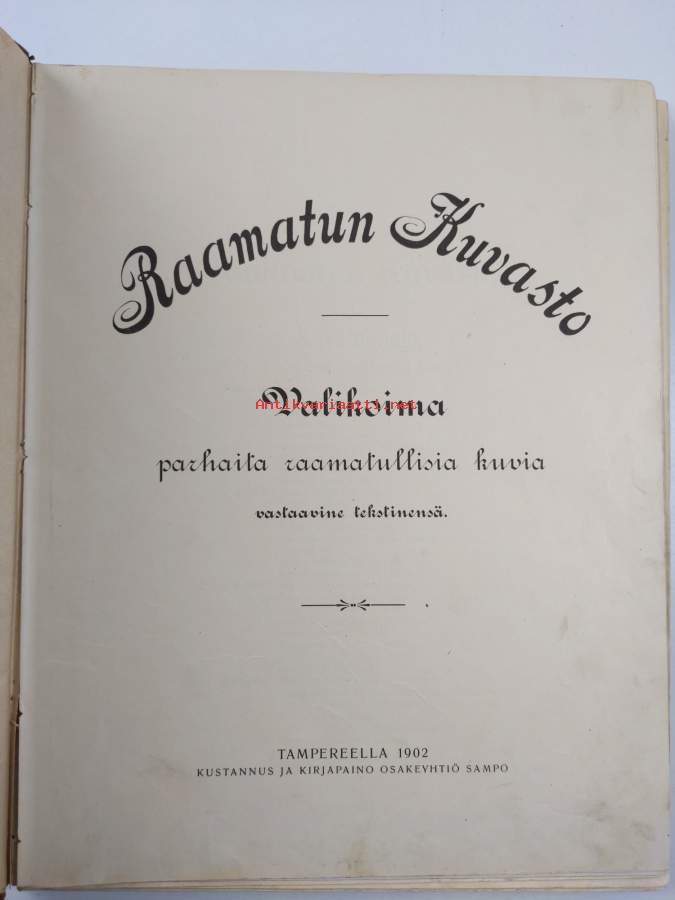 Raamatun Kuvasto
Valikoima
Antikvariaatti.net
parhaita raamatullisia kuvia
vastaavine tekstinensä.
TAMPEREELLA 1902
KUSTANNUS JA KIRJAPAINO OSAKEYHTIÖ SAMPO